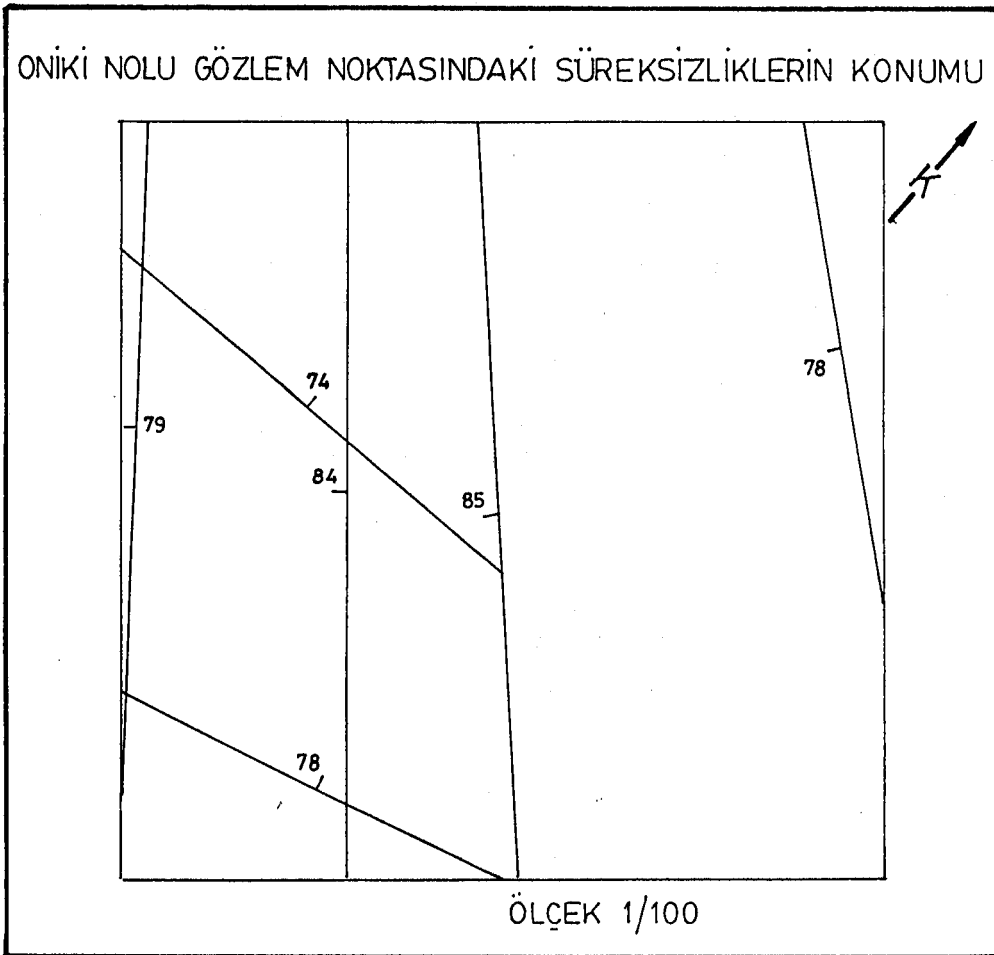 ONİKİ NOLU GÖZLEM NOKTASINDAKİ SÜREKSİZLİKLERİN KONUMU
K
78
74
79
84
85
78
ÖLÇEK 1/100